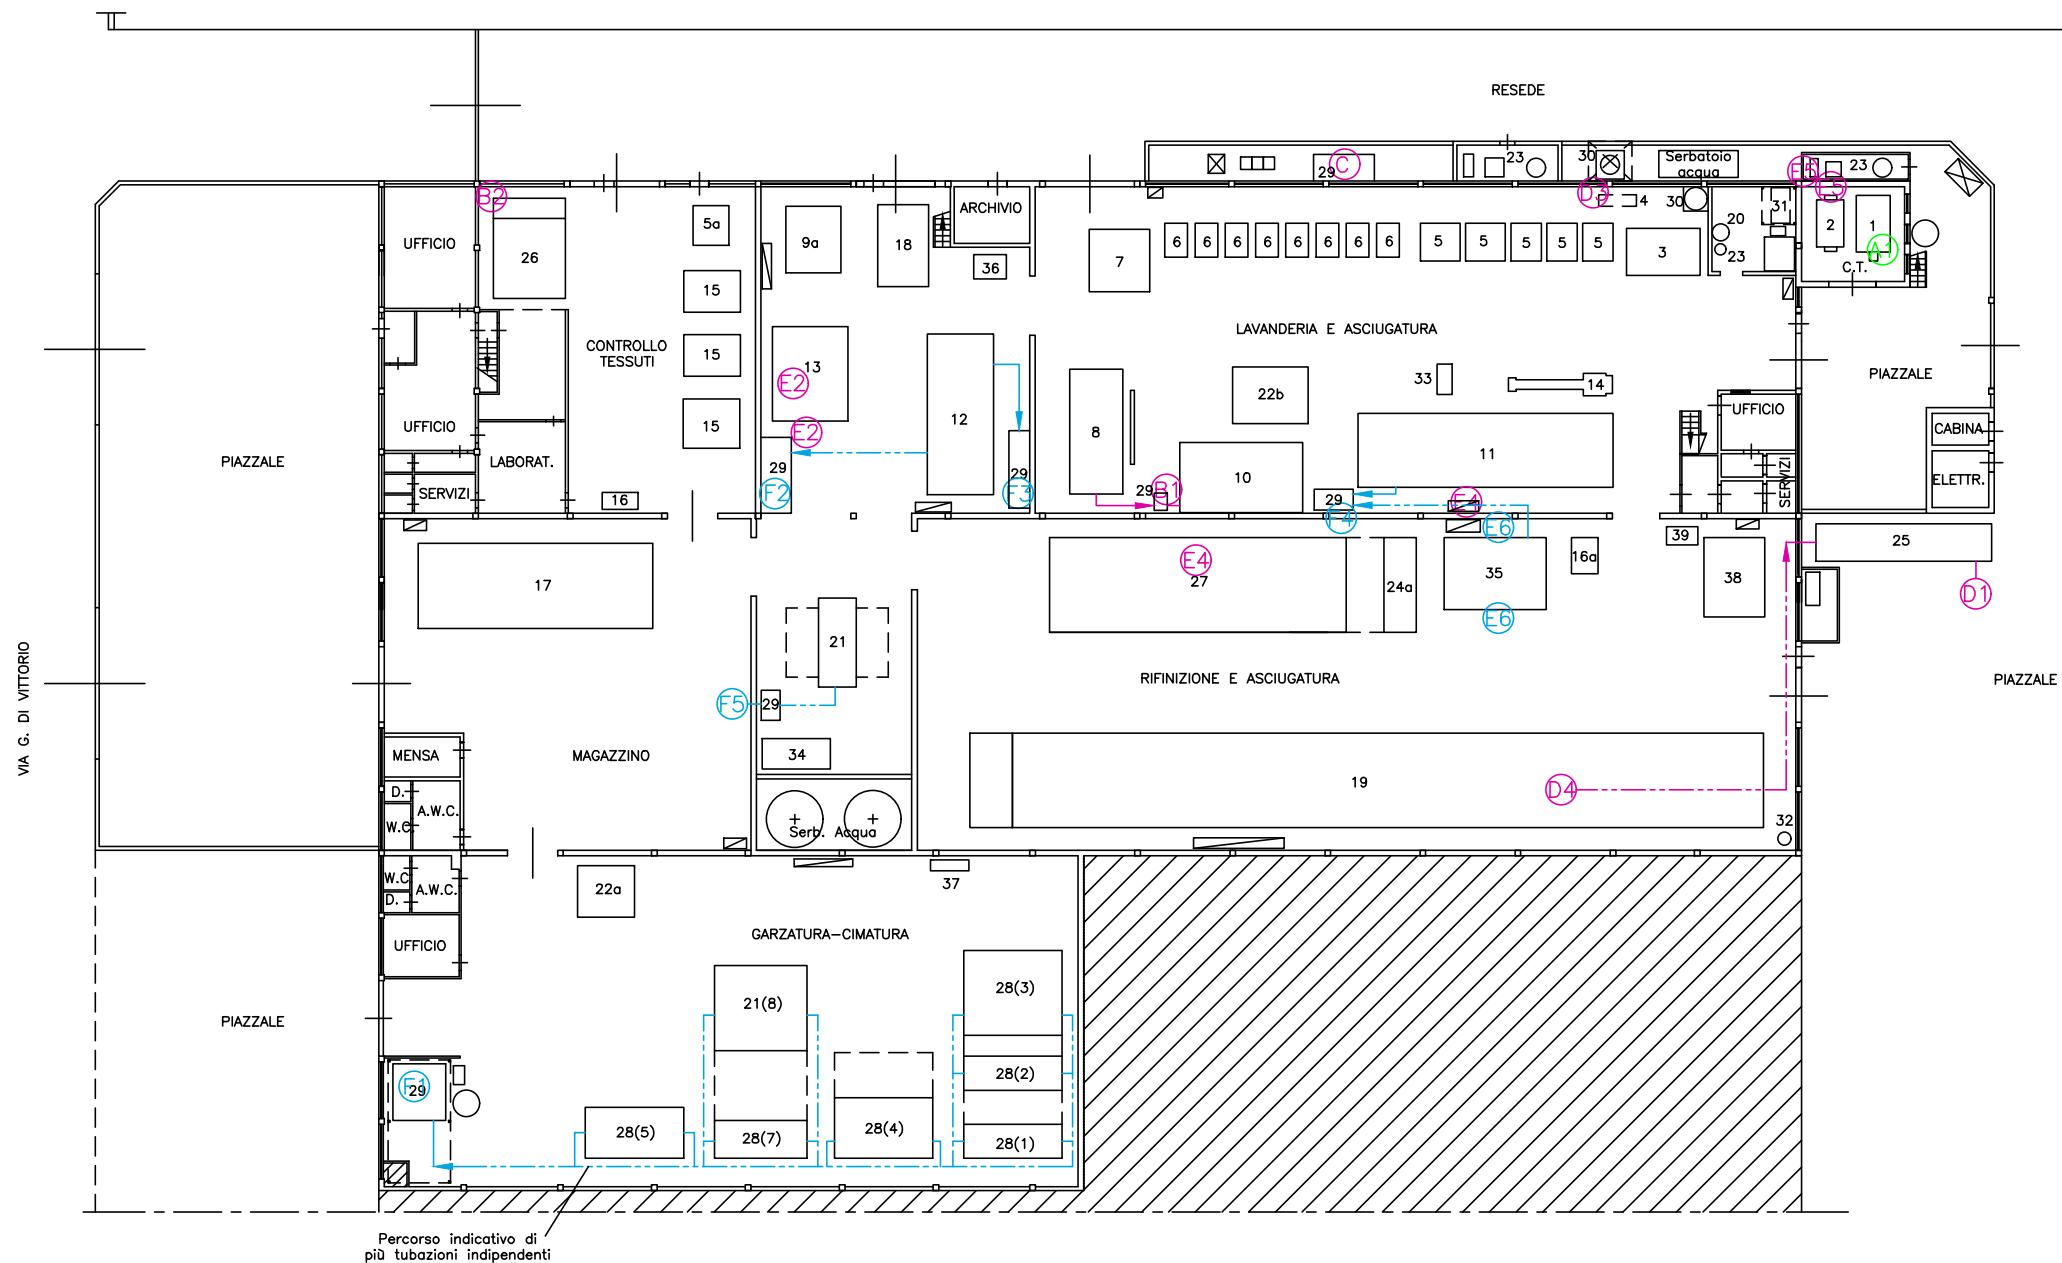 RESEDE
29
C
23
30
Serbatoio
acqua
E5
23
B2
D3
4
30
E5
31
2
1
A1
C.T.
UFFICIO
26
5a
9a
18
ARCHIVIO
36
7
6
6
6
6
6
6
6
6
5
5
5
5
5
3
20
23
15
CONTROLLO
TESSUTI
15
15
13
E2
E2
12
LAVANDERIA E ASCIUGATURA
22b
33
14
UFFICIO
PIAZZALE
UFFICIO
PIAZZALE
LABORAT.
SERVIZI
16
29
F2
29
F3
8
29
B1
10
11
29
F4
E4
SERVIZI
CABINA
ELETTR.
17
E4
27
24a
E6
35
E6
16a
39
38
25
D1
21
F5
29
34
RIFINIZIONE E ASCIUGATURA
PIAZZALE
VIA G. DI VITTORIO
MENSA
D.
W.C.
A.W.C.
MAGAZZINO
Serb. Acqua
19
D4
32
W.C
D.
A.W.C.
22a
37
UFFICIO
GARZATURA-CIMATURA
PIAZZALE
21(8)
28(3)
28(2)
F1
29
28(5)
28(7)
28(4)
28(1)
Percorso indicativo di
più tubazioni indipendenti